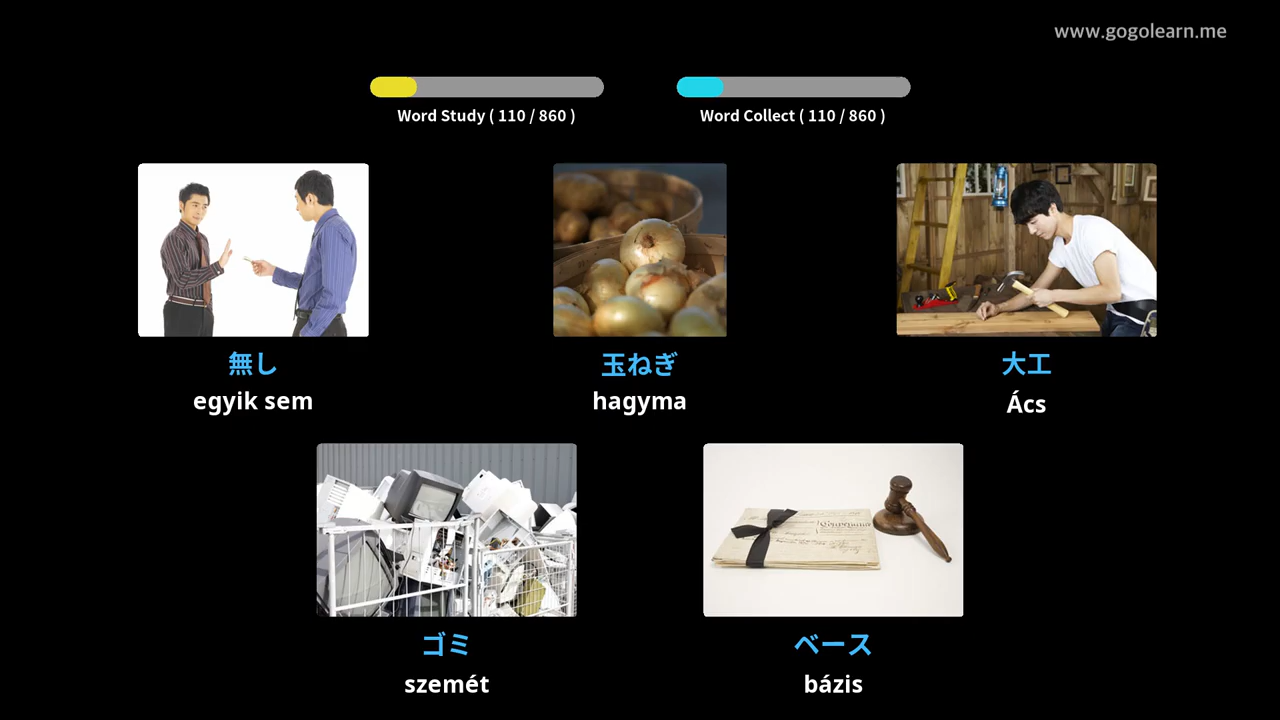 www.gogolearn.me
Word Study ( 110 / 860 )
Word Collect ( 110 / 860 )
無し
egyik sem
玉ねぎ
hagyma
大工
Ács
ゴミ
szemét
ベース
bázis